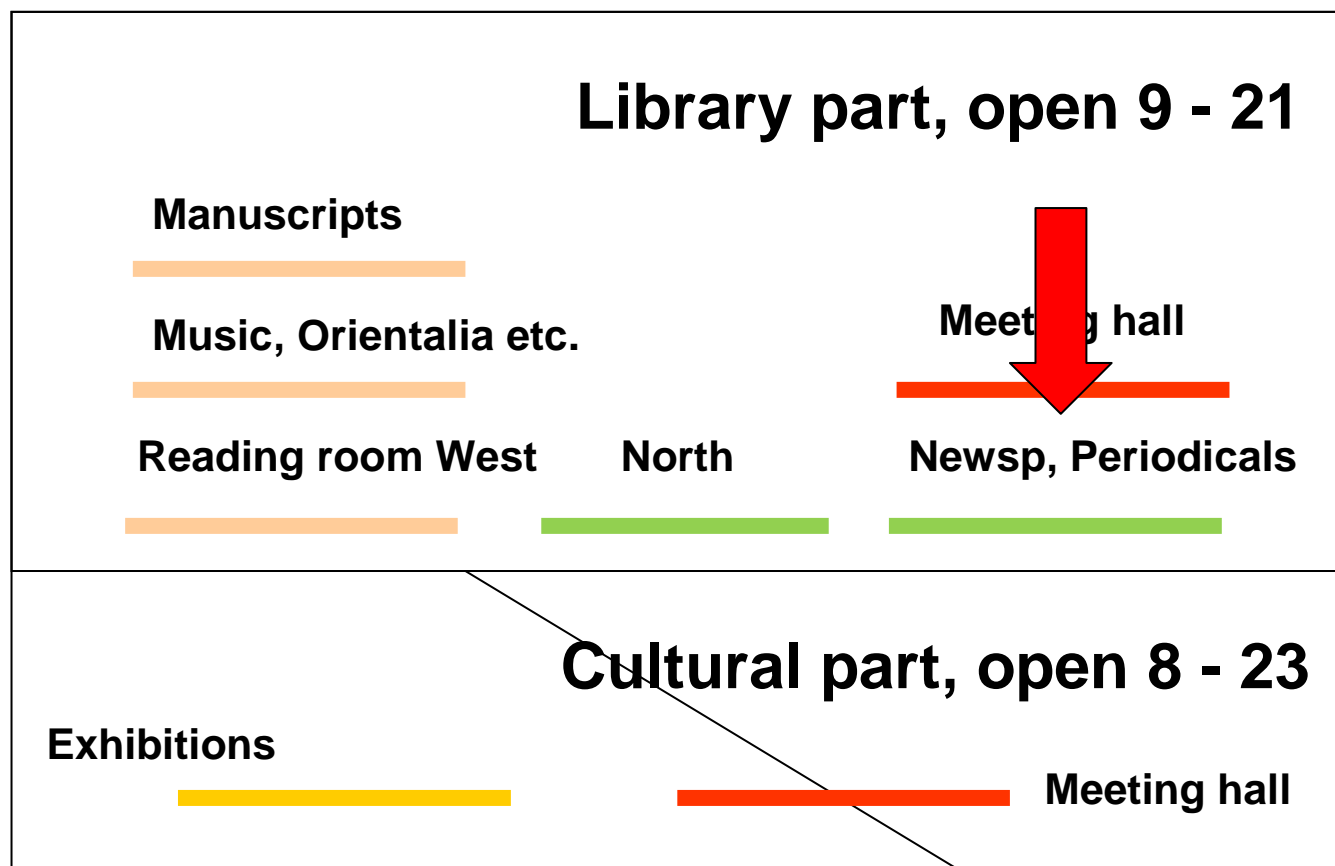 Library part, open 9 - 21
Manuscripts
Music, Orientalia etc.
Meeting hall
Reading room West
North
Newsp, Periodicals
Cultural part, open 8 - 23
Exhibitions
Meeting hall